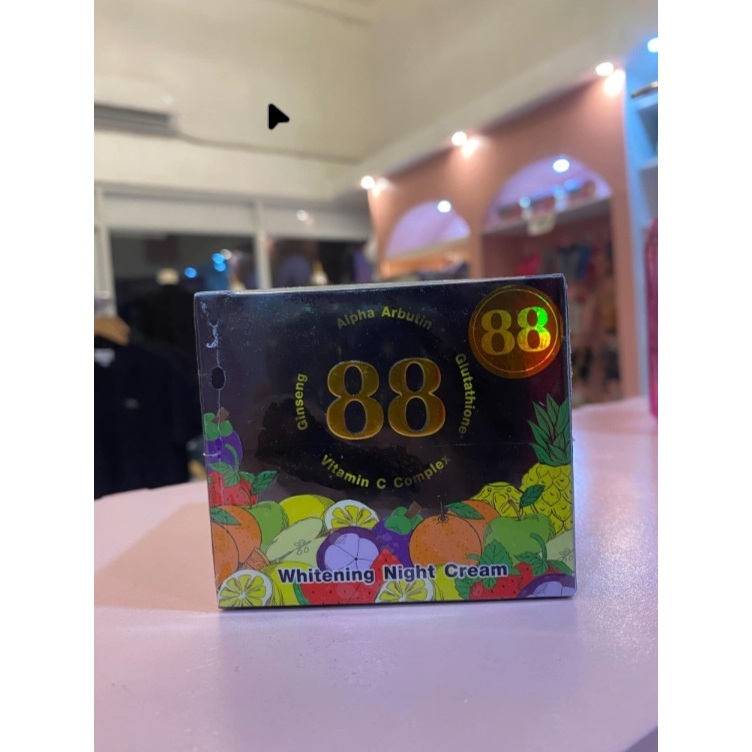 Alpha Arbutin
88
Ginseng
88
Glutathione
Vitamin C Complex
Whitening Night Cream